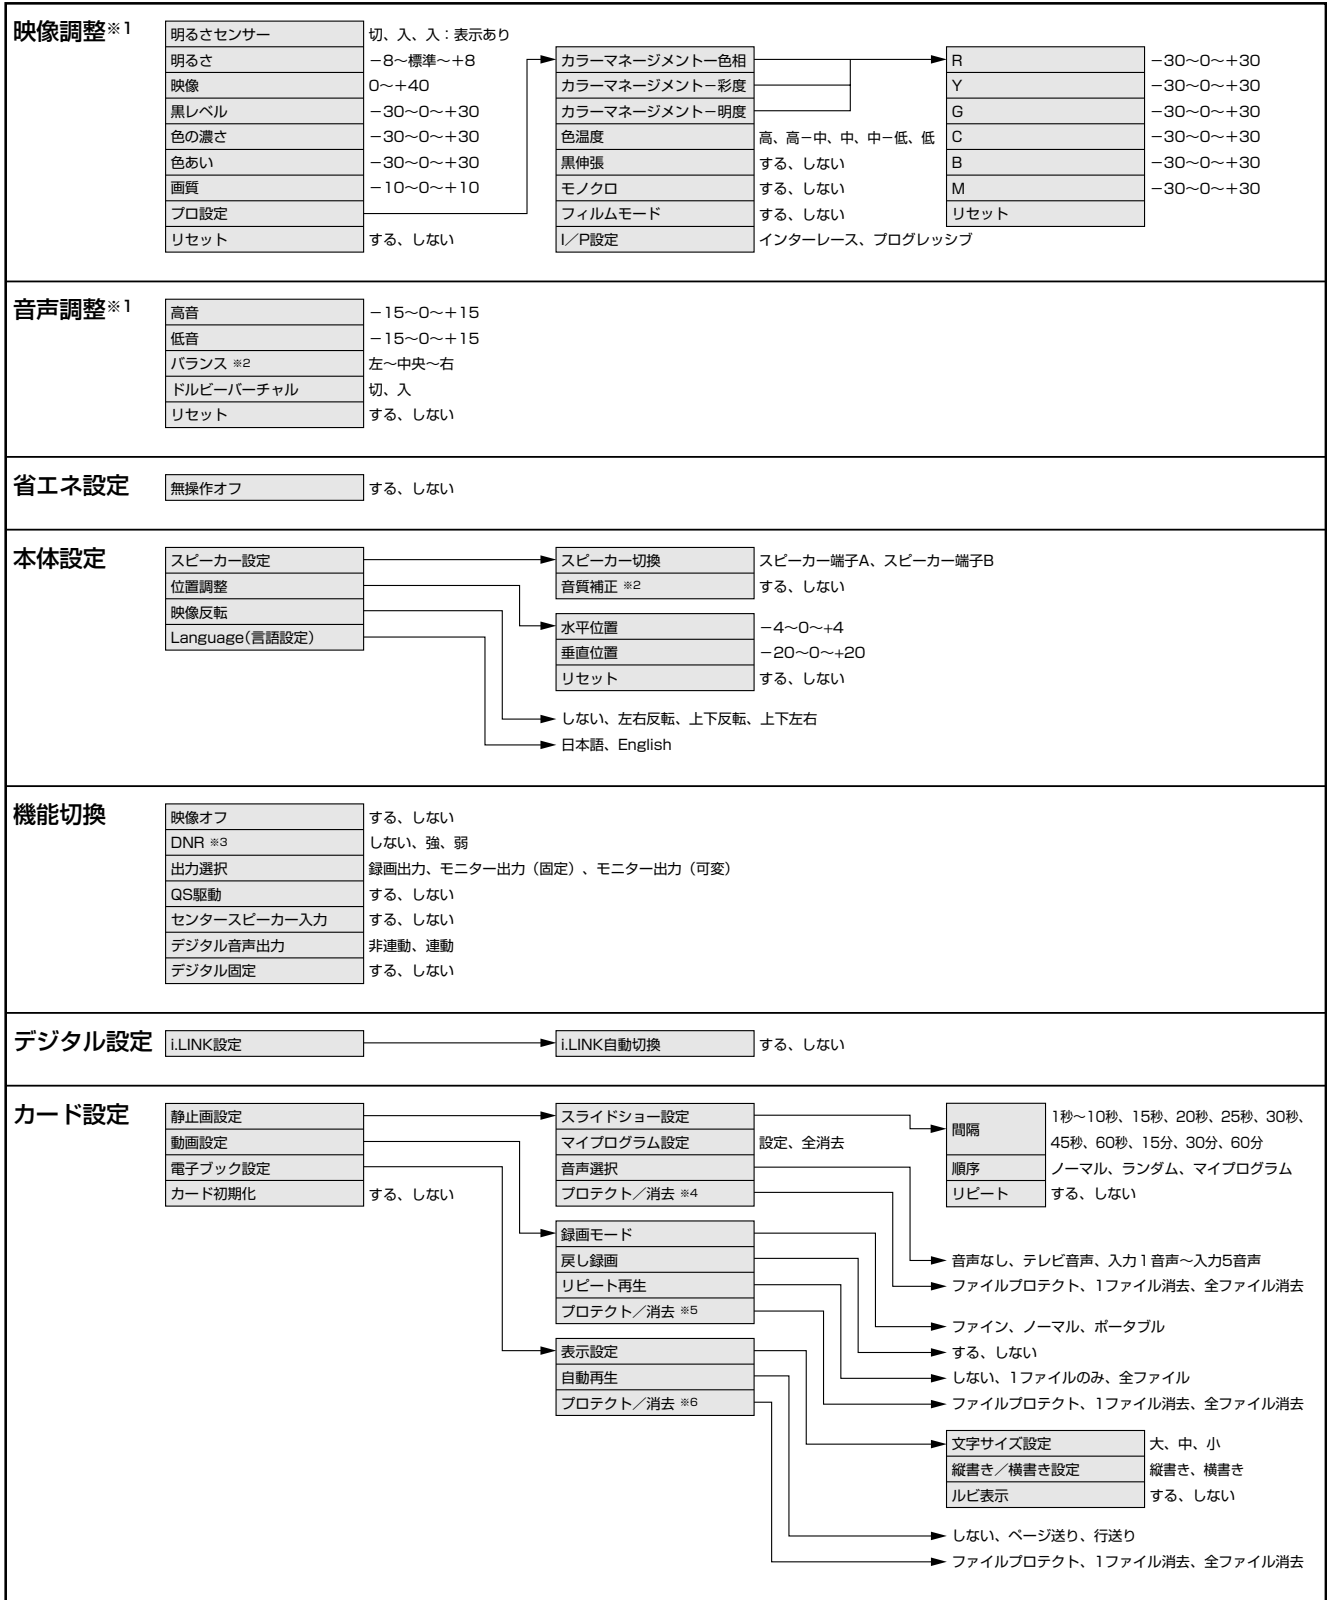 映像調整※1
明るさセンサー 切、入、入：表示あり
明るさ －8～標準～＋8
映像 0～＋40
黒レベル －30～0～＋30
色の濃さ －30～0～＋30
色あい －30～0～＋30
画質 －10～0～＋10
プロ設定
リセット する、しない
カラーマネージメントー色相
カラーマネージメント－彩度
カラーマネージメント－明度
色温度 高、高－中、中、中－低、低
黒伸張 する、しない
モノクロ する、しない
フィルムモード する、しない
I／P設定 インターレース、プログレッシブ
R －30～0～＋30
Y －30～0～＋30
G －30～0～＋30
C －30～0～＋30
B －30～0～＋30
M －30～0～＋30
リセット
音声調整※1
高音 －15～0～＋15
低音 －15～0～＋15
バランス ※2 左～中央～右
ドルビーバーチャル 切、入
リセット する、しない
省エネ設定
無操作オフ する、しない
本体設定
スピーカー設定
位置調整
映像反転
Language（言語設定）
スピーカー切換 スピーカー端子A、スピーカー端子B
音質補正 ※2 する、しない
水平位置 －4～0～+4
垂直位置 －20～0～+20
リセット する、しない
しない、左右反転、上下反転、上下左右
日本語、English
機能切換
映像オフ する、しない
DNR ※3 しない、強、弱
出力選択 録画出力、モニター出力（固定）、モニター出力（可変）
QS駆動 する、しない
センタースピーカー入力 する、しない
デジタル音声出力 非連動、連動
デジタル固定 する、しない
デジタル設定
i.LINK設定
i.LINK自動切換 する、しない
カード設定
静止画設定
動画設定
電子ブック設定
カード初期化 する、しない
スライドショー設定
マイプログラム設定 設定、全消去
音声選択
プロテクト／消去 ※4
間隔 1秒～10秒、15秒、20秒、25秒、30秒、
45秒、60秒、15分、30分、60分
順序 ノーマル、ランダム、マイプログラム
リピート する、しない
録画モード
戻し録画
リピート再生
プロテクト／消去 ※5
音声なし、テレビ音声、入力1音声～入力5音声
ファイルプロテクト、1ファイル消去、全ファイル消去
ファイン、ノーマル、ポータブル
する、しない
しない、1ファイルのみ、全ファイル
ファイルプロテクト、1ファイル消去、全ファイル消去
表示設定
自動再生
プロテクト／消去 ※6
文字サイズ設定 大、中、小
縦書き／横書き設定 縦書き、横書き
ルビ表示 する、しない
しない、ページ送り、行送り
ファイルプロテクト、1ファイル消去、全ファイル消去